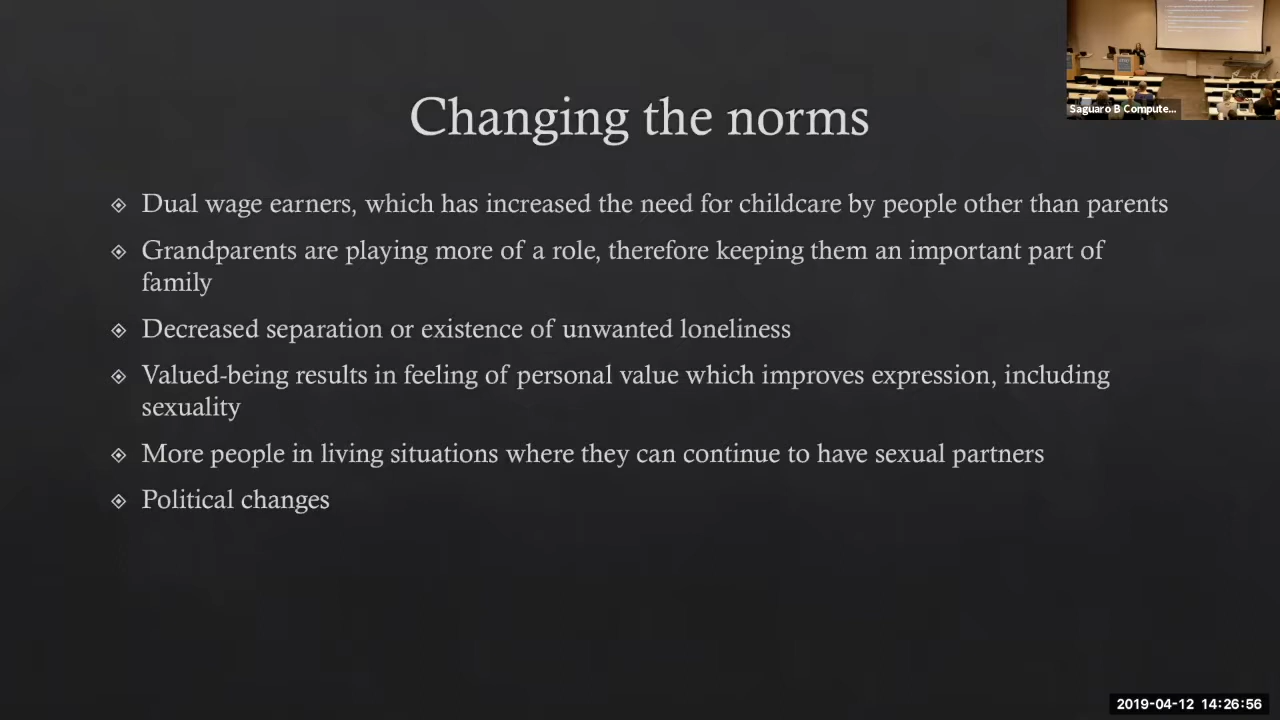 Changing the norms
Dual wage earners, which has increased the need for childcare by people other than parents
Grandparents are playing more of a role, therefore keeping them an important part of
family
Decreased separation or existence of unwanted loneliness
Valued-being results in feeling of personal value which improves expression, including
sexuality
More people in living situations where they can continue to have sexual partners
Political changes
Saguaro B Compute...
2019-04-12 14:26:56